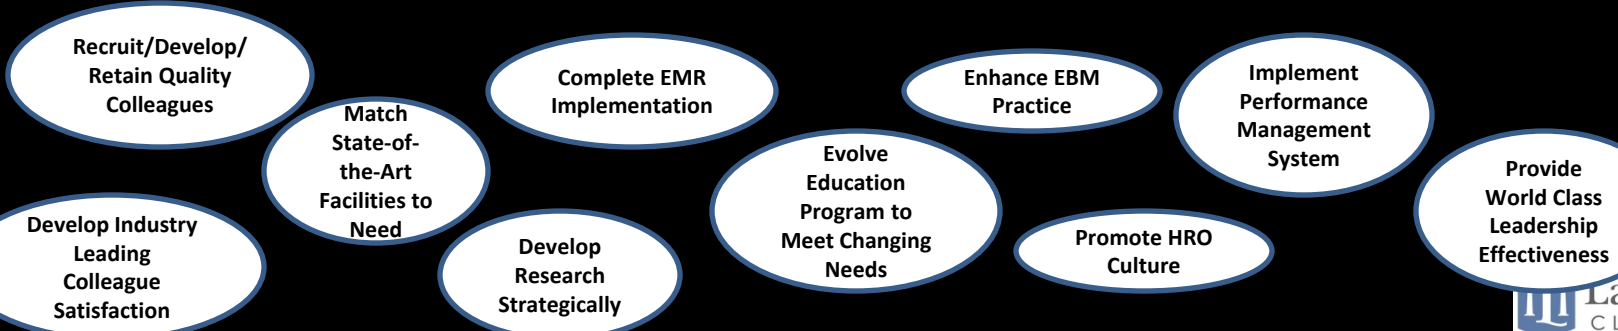 Recruit/Develop/
Retain Quality
Colleagues
Match
State-of-
the-Art
Facilities to
Need
Develop Industry
Leading
Colleague
Satisfaction
Complete EMR
Implementation
Develop
Research
Strategically
Evolve
Education
Program to
Meet Changing
Needs
Enhance EBM
Practice
Promote HRO
Culture
Implement
Performance
Management
System
Provide
World Class
Leadership
Effectiveness